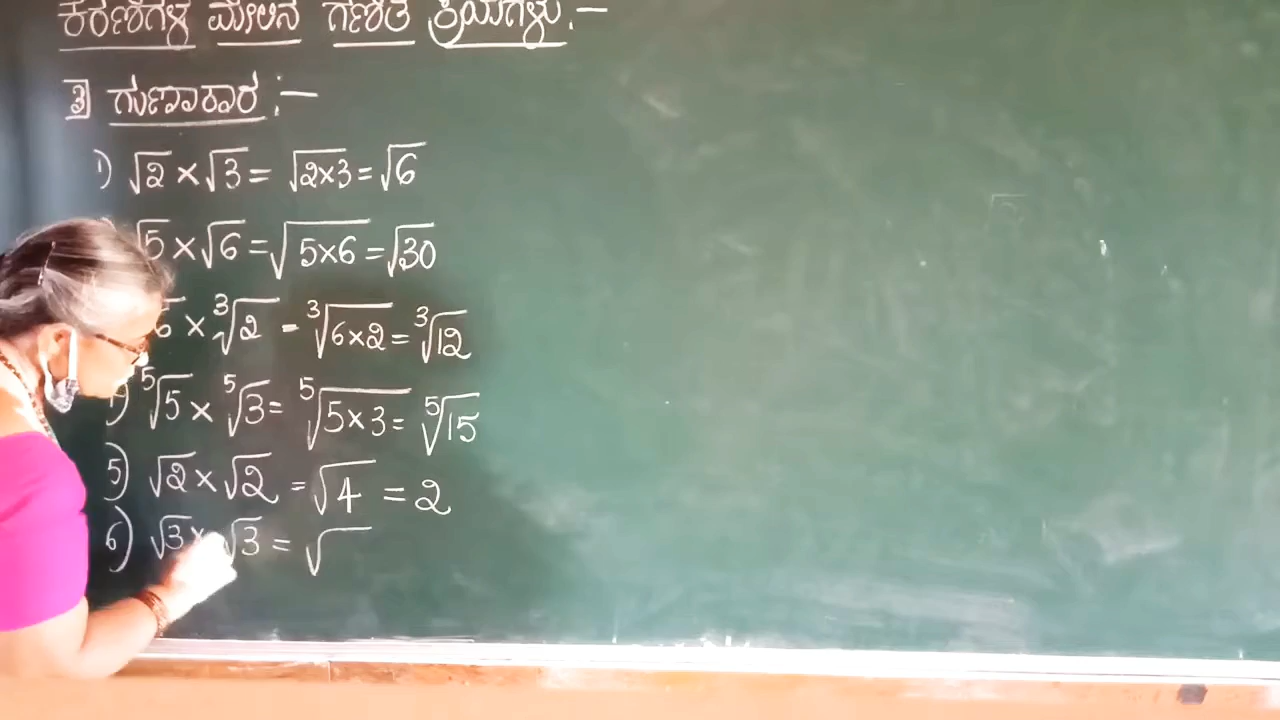 ಕರಣಿಗಳ ಮೇಲಿನ ಗಣಿತ ಕ್ರಿಯೆಗಳು :-
3] ಗುಣಾಕಾರ :-
1) √2 × √3 = √2×3 = √6
√5 × √6 = √5×6 = √30
6 × ³√2 = ³√6×2 = ³√12
⁵√5 × ⁵√3 = ⁵√5×3 = ⁵√15
5) √2 × √2 = √4 = 2
6) √3 × √3 = √